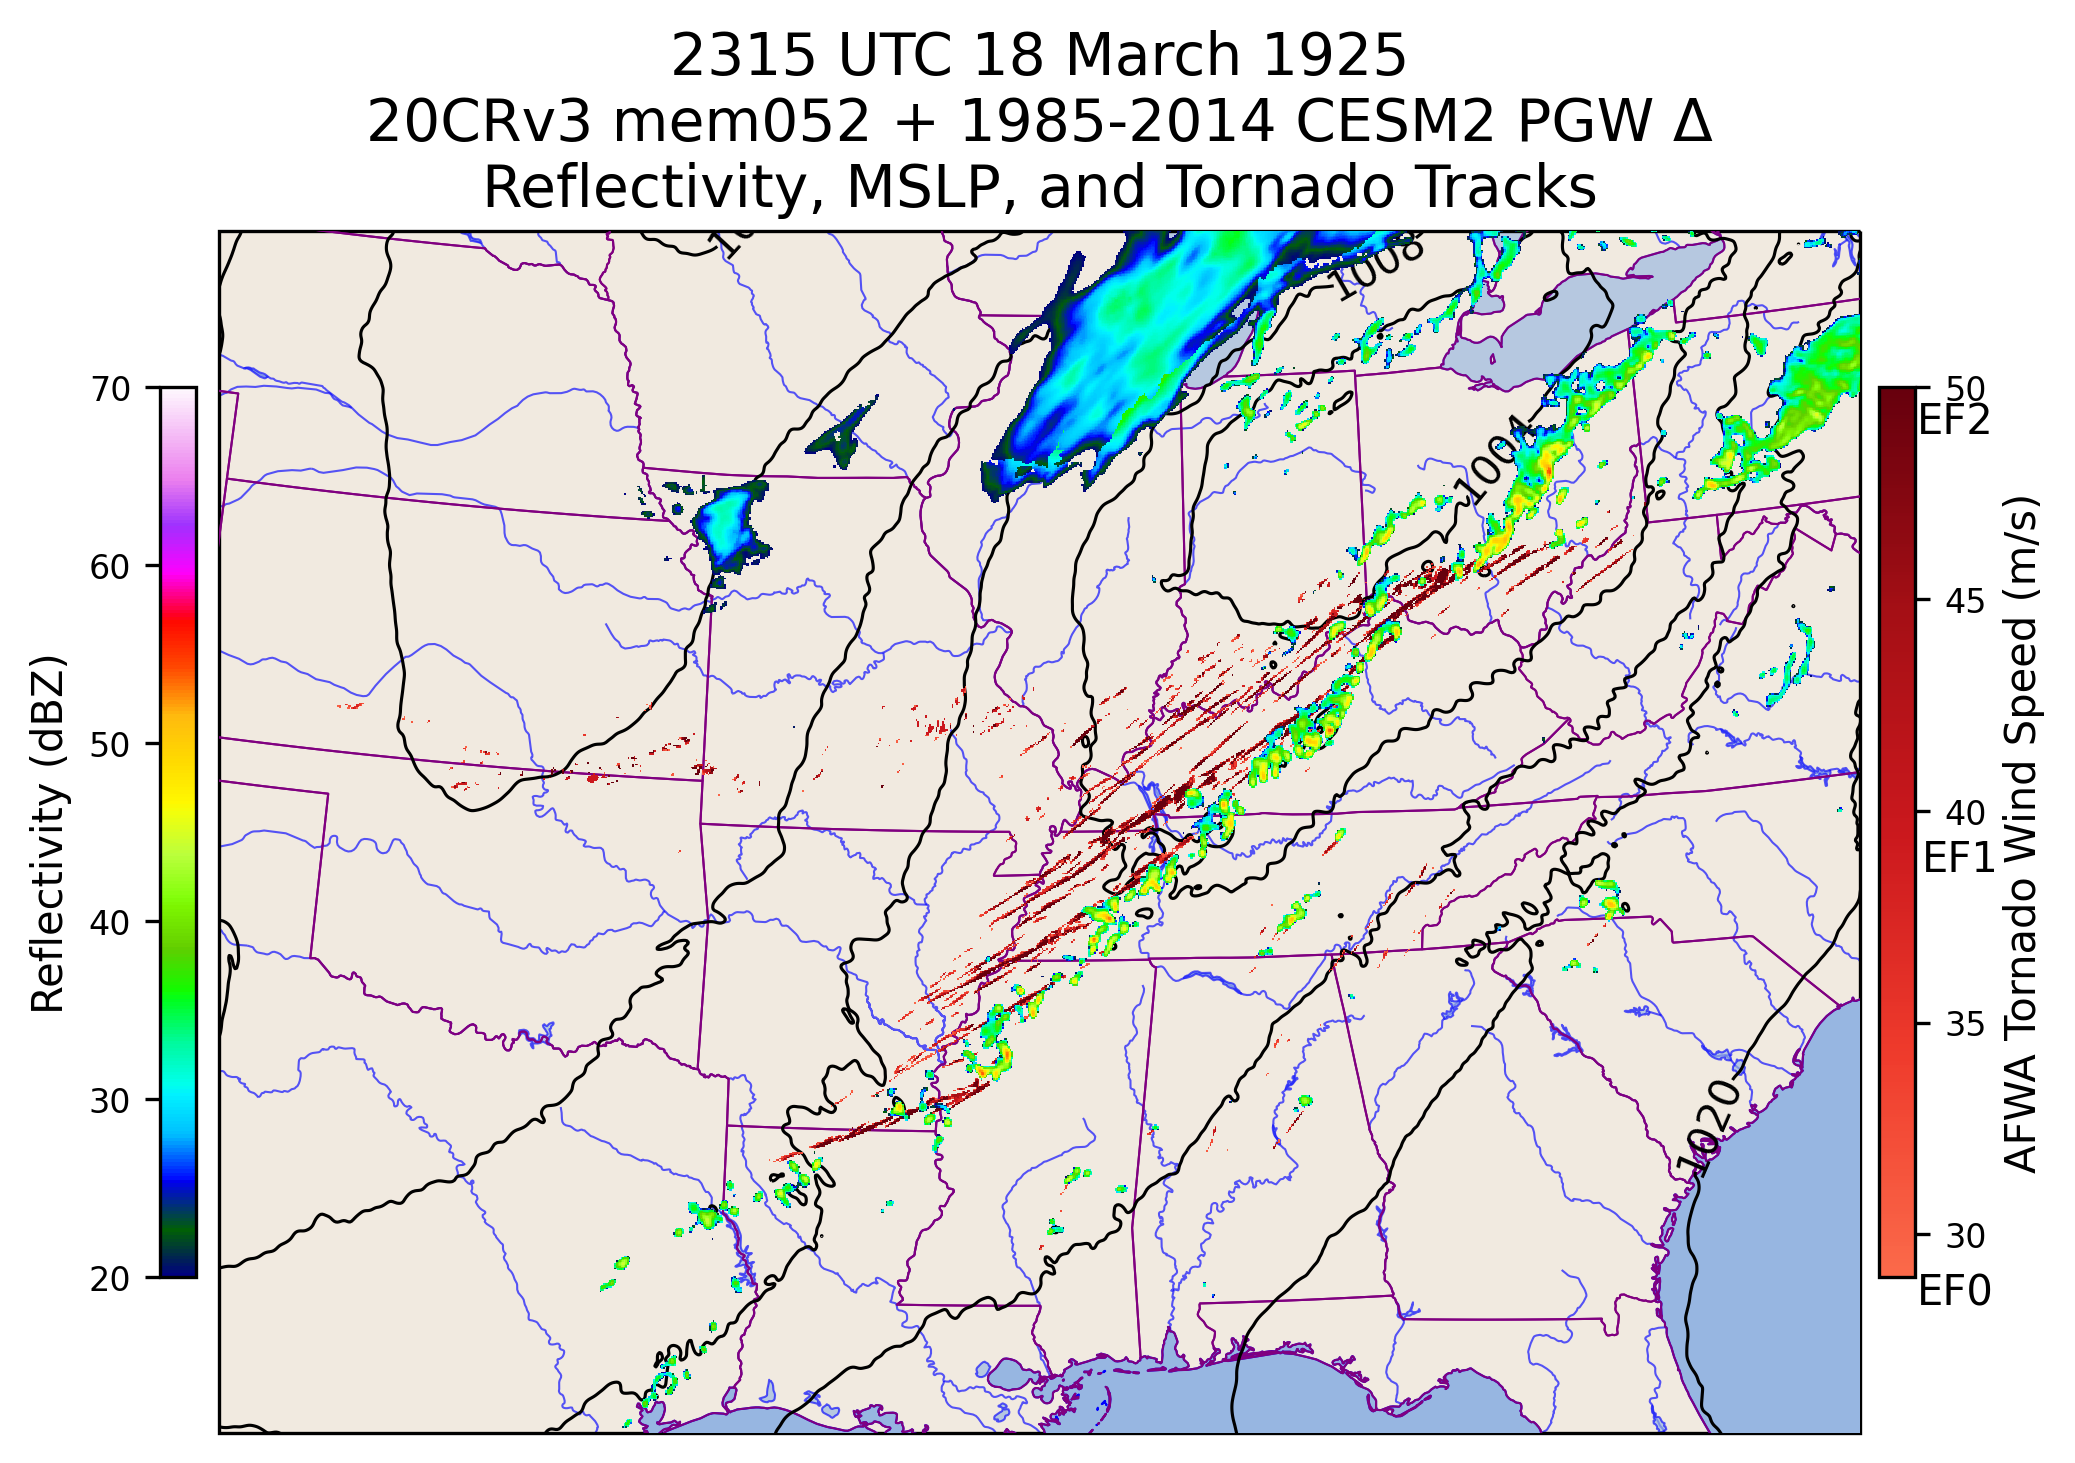 2315 UTC 18 March 1925
20CRv3 mem052 + 1985-2014 CESM2 PGW Δ
Reflectivity, MSLP, and Tornado Tracks
1008
1004
1020
70
60
50
40
30
20
Reflectivity (dBZ)
50
EF2
45
40
EF1
35
30
EF0
AFWA Tornado Wind Speed (m/s)